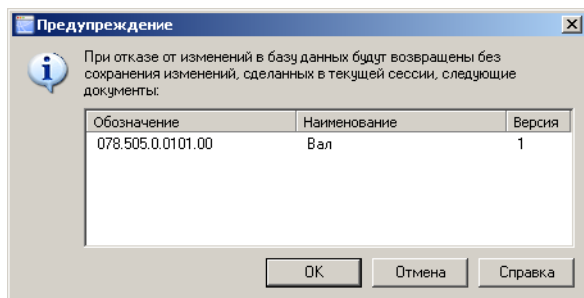 Предупреждение
При отказе от изменений в базу данных будут возвращены без
сохранения изменений, сделанных в текущей сессии, следующие
документы:
Обозначение Наименование Версия
078.505.0.0101.00 Вал 1
OK Отмена Справка